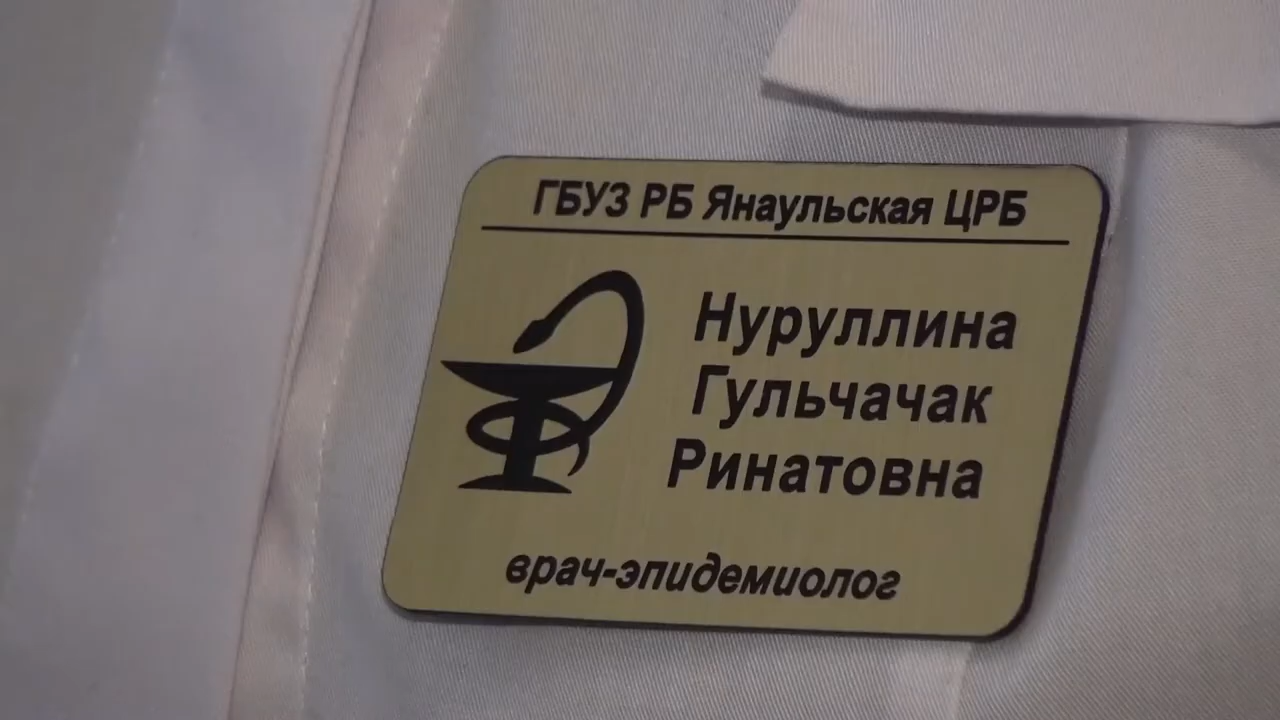 ГБУЗ РБ Янаульская ЦРБ
Нуруллина
Гульчачак
Ринатовна
врач-эпидемиолог